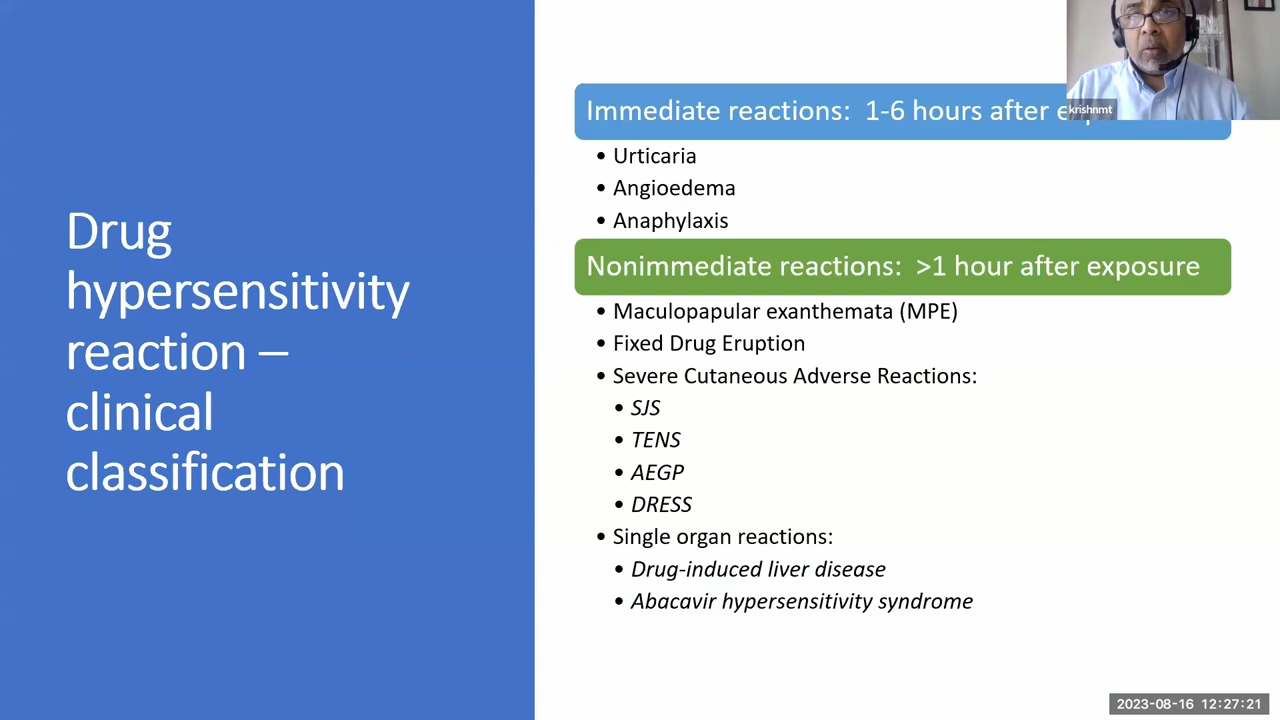 Drug
hypersensitivity
reaction –
clinical
classification
Immediate reactions:  1-6 hours after
krishnmt
• Urticaria
• Angioedema
• Anaphylaxis
Nonimmediate reactions:  >1 hour after exposure
• Maculopapular exanthemata (MPE)
• Fixed Drug Eruption
• Severe Cutaneous Adverse Reactions:
• SJS
• TENS
• AEGP
• DRESS
• Single organ reactions:
• Drug-induced liver disease
• Abacavir hypersensitivity syndrome
2023-08-16 12:27:21